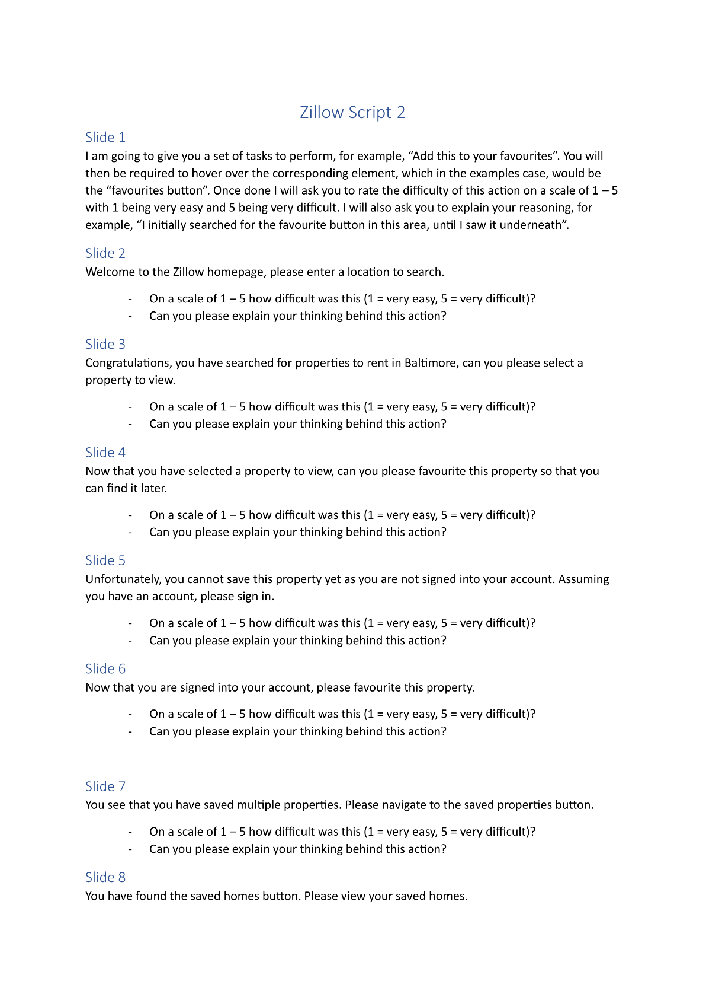 Zillow Script 2
Slide 1
I am going to give you a set of tasks to perform, for example, “Add this to your favourites”. You will
then be required to hover over the corresponding element, which in the examples case, would be
the “favourites button”. Once done I will ask you to rate the difficulty of this action on a scale of 1 – 5
with 1 being very easy and 5 being very difficult. I will also ask you to explain your reasoning, for
example, “I initially searched for the favourite button in this area, until I saw it underneath”.
Slide 2
Welcome to the Zillow homepage, please enter a location to search.
- On a scale of 1 – 5 how difficult was this (1 = very easy, 5 = very difficult)?
- Can you please explain your thinking behind this action?
Slide 3
Congratulations, you have searched for properties to rent in Baltimore, can you please select a
property to view.
- On a scale of 1 – 5 how difficult was this (1 = very easy, 5 = very difficult)?
- Can you please explain your thinking behind this action?
Slide 4
Now that you have selected a property to view, can you please favourite this property so that you
can find it later.
- On a scale of 1 – 5 how difficult was this (1 = very easy, 5 = very difficult)?
- Can you please explain your thinking behind this action?
Slide 5
Unfortunately, you cannot save this property yet as you are not signed into your account. Assuming
you have an account, please sign in.
- On a scale of 1 – 5 how difficult was this (1 = very easy, 5 = very difficult)?
- Can you please explain your thinking behind this action?
Slide 6
Now that you are signed into your account, please favourite this property.
- On a scale of 1 – 5 how difficult was this (1 = very easy, 5 = very difficult)?
- Can you please explain your thinking behind this action?
Slide 7
You see that you have saved multiple properties. Please navigate to the saved properties button.
- On a scale of 1 – 5 how difficult was this (1 = very easy, 5 = very difficult)?
- Can you please explain your thinking behind this action?
Slide 8
You have found the saved homes button. Please view your saved homes.